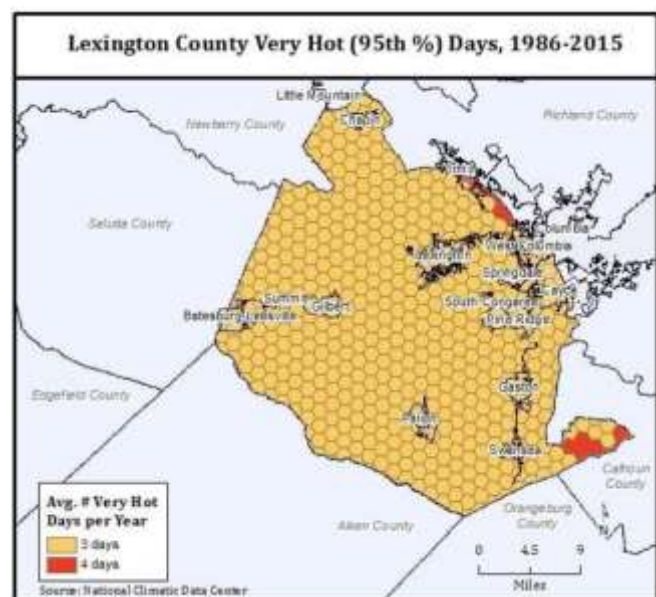 Lexington County Very Hot (95th %) Days, 1986-2015
Little Mountain
Chapin
Newberry County
Richland County
Irmo
Saluda County
Columbia
West Columbia
Lexington
Springdale
Cayce
Summit
Gilbert
South Congaree
Batesburg-Leesville
Pine Ridge
Edgefield County
Gaston
Pelion
Swansea
Calhoun
County
Orangeburg
County
Aiken County
N
Avg. # Very Hot
Days per Year
3 days
4 days
0 4.5 9
Miles
Source: National Climatic Data Center